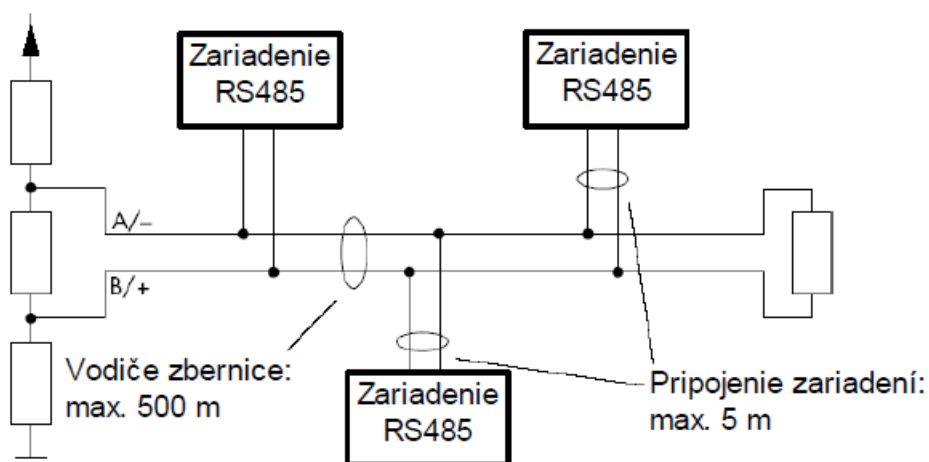 Zariadenie
RS485
Zariadenie
RS485
A/–
B/+
Vodiče zbernice:
max. 500 m
Zariadenie
RS485
Pripojenie zariadení:
max. 5 m